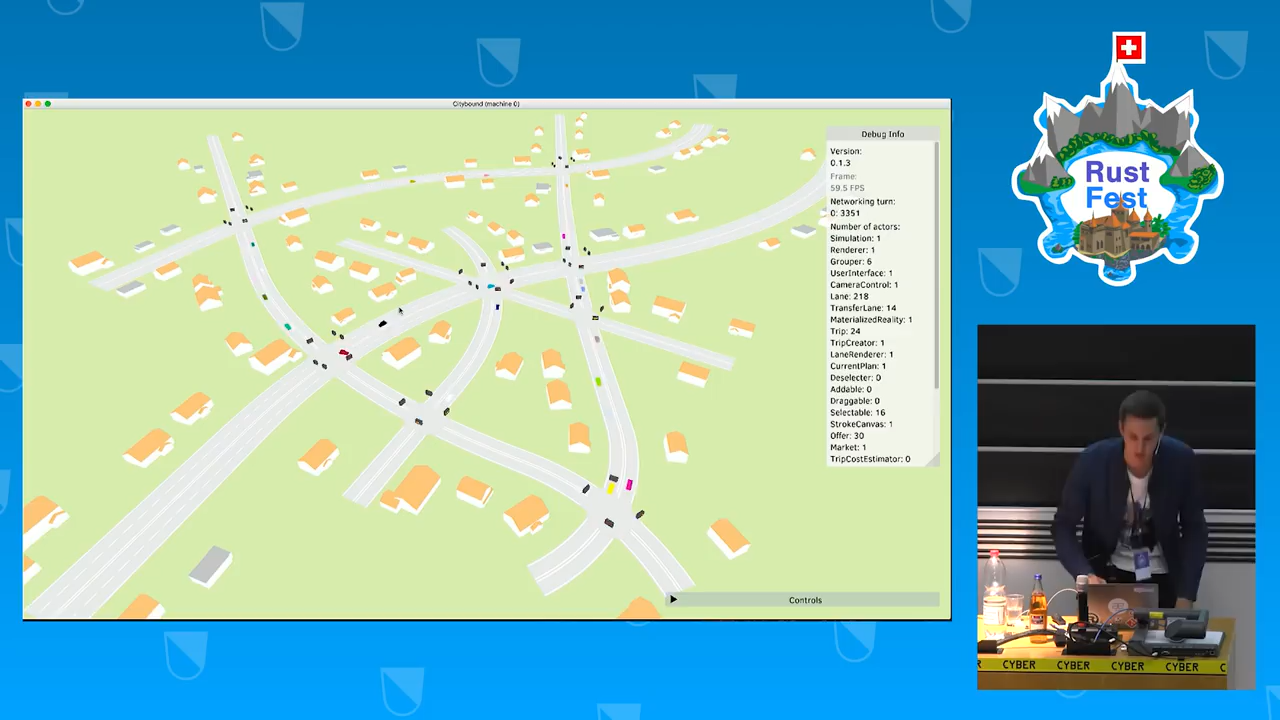 Citybound (machine 0)
Debug Info
Version:
0.1.3
Frame:
59.5 FPS
Networking turn:
0: 3351
Number of actors:
Simulation: 1
Renderer: 1
Grouper: 6
UserInterface: 1
CameraControl: 1
Lane: 218
TransferLane: 14
MaterializedReality: 1
Trip: 24
TripCreator: 1
LaneRenderer: 1
CurrentPlan: 1
Deselecter: 0
Addable: 0
Draggable: 0
Selectable: 16
StrokeCanvas: 1
Offer: 30
Market: 1
TripCostEstimator: 0
Controls
Rust
Fest
CYBER CYBER CYBER CYBER